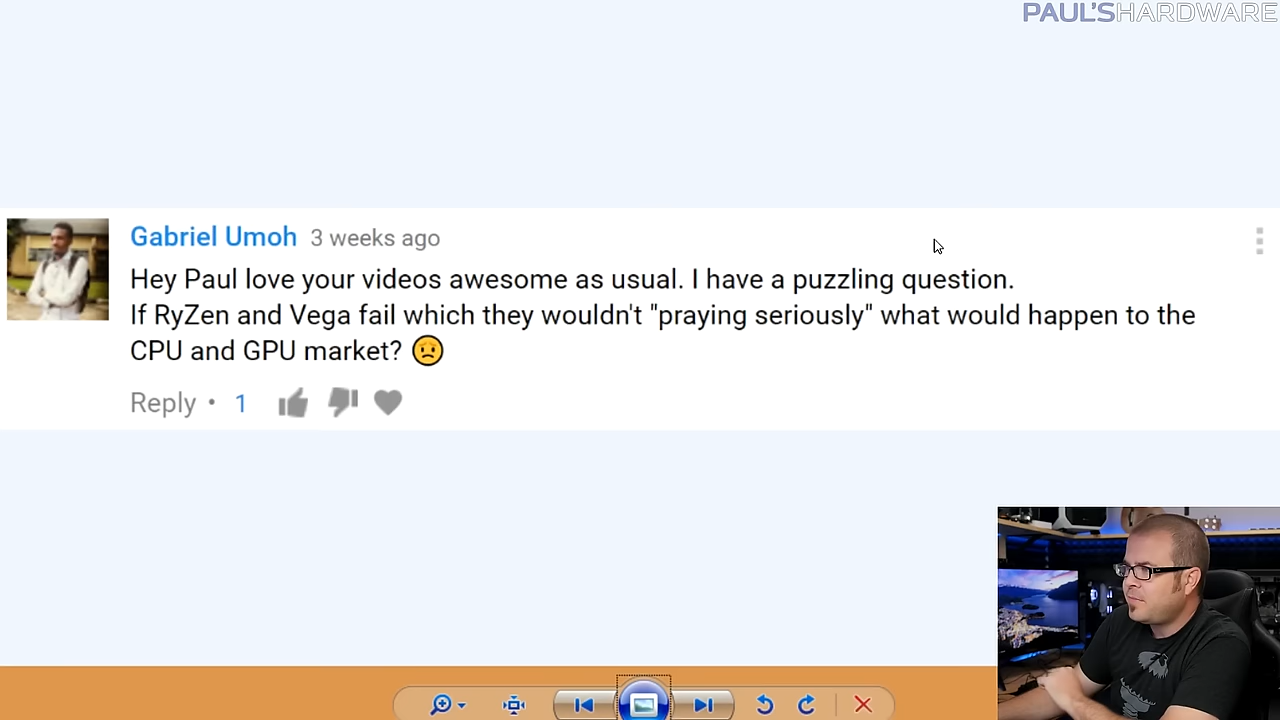 PAUL'SHARDWARE
Gabriel Umoh 3 weeks ago
Hey Paul love your videos awesome as usual. I have a puzzling question.
If RyZen and Vega fail which they wouldn't "praying seriously" what would happen to the
CPU and GPU market? 😟
Reply • 1